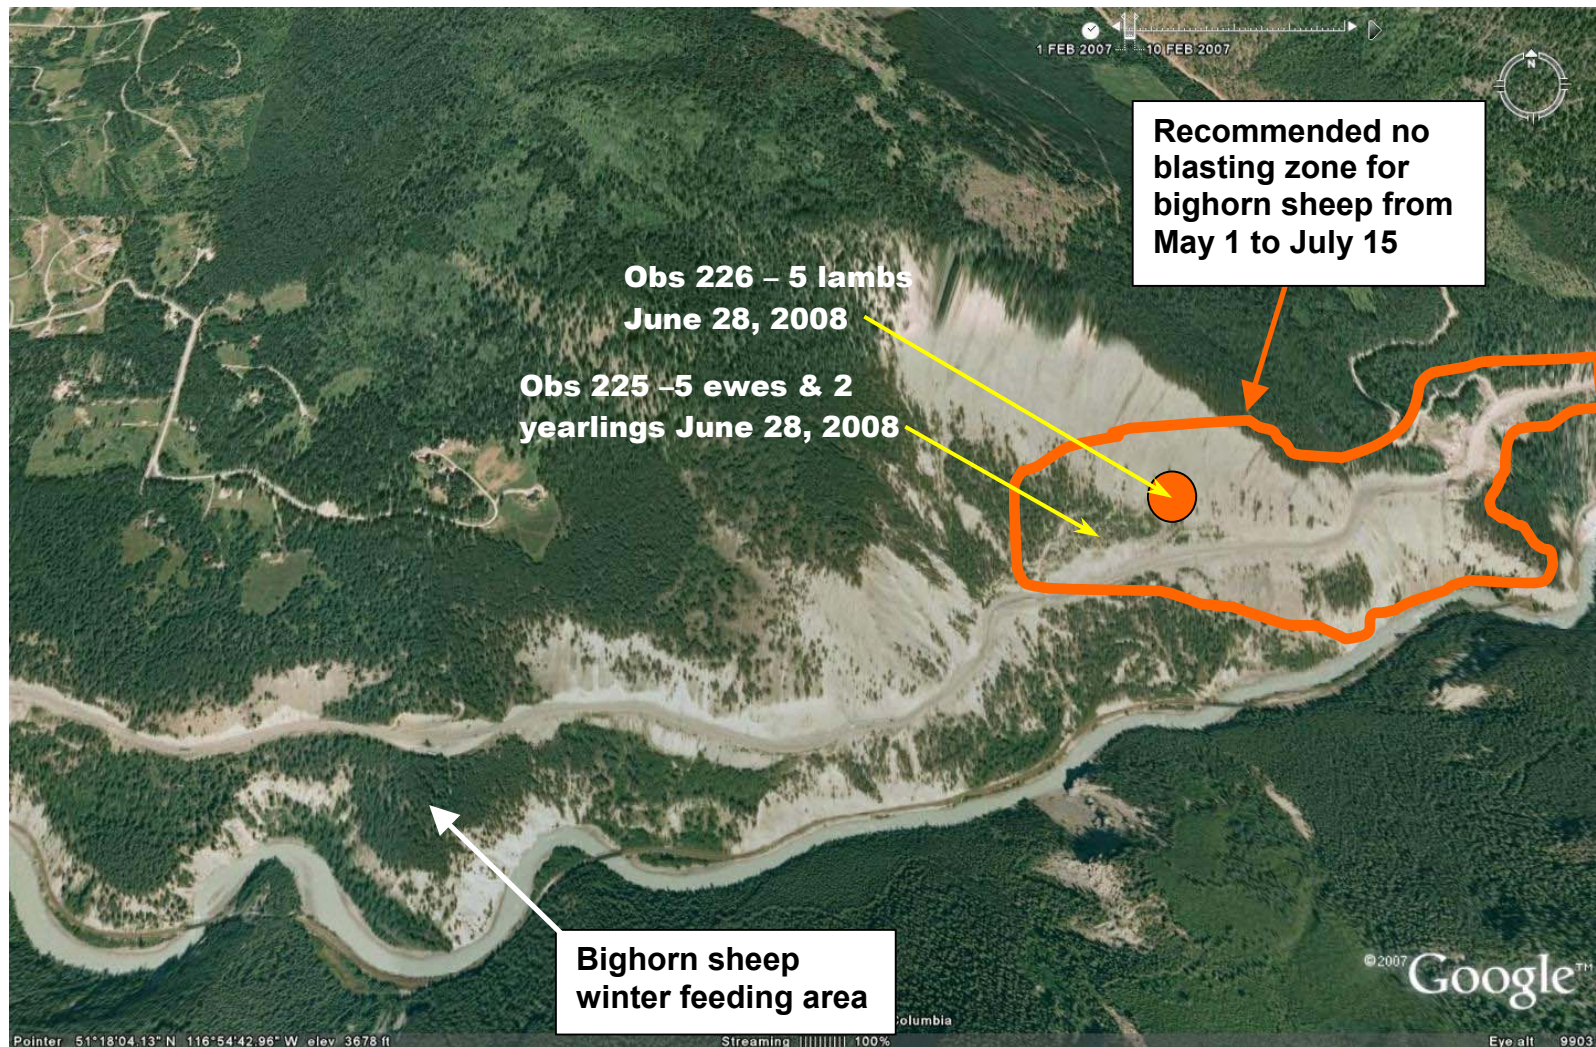 1 FEB 2007
10 FEB 2007
N
Recommended no
blasting zone for
bighorn sheep from
May 1 to July 15
Obs 226 – 5 lambs
June 28, 2008
Obs 225 –5 ewes & 2
yearlings June 28, 2008
Bighorn sheep
winter feeding area
©2007 Google™
olumbia
Pointer 51°18'04.13" N 116°54'42.96" W elev 3678 ft
Streaming |||||||||| 100%
Eye alt